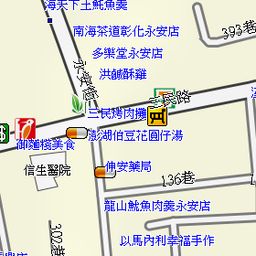 海天下土魠魚羹
南海茶道彰化永安店
393巷
多樂堂永安店
洪鹹酥雞
永安街
三民路
三民烤肉攤
澎湖伯豆花圓仔湯
御麵棧美食
信生醫院
伸安藥局
136巷
龍山魷魚肉羹永安店
302巷
以馬內利幸福手作